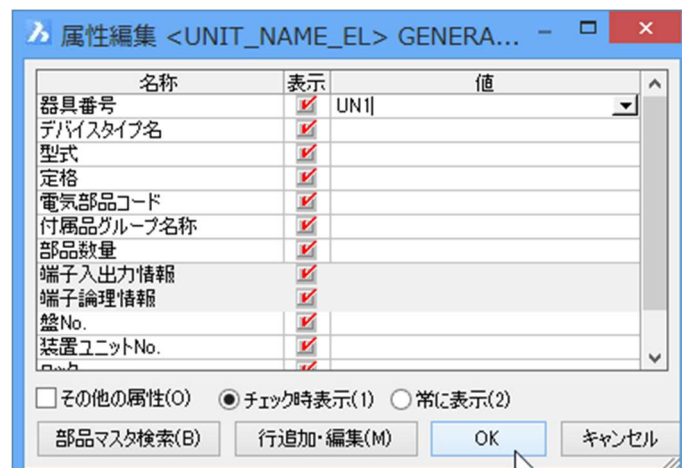 属性編集 <UNIT_NAME_EL> GENERA...
名称 表示 値
器具番号 UN1
デバイスタイプ名
型式
定格
電気部品コード
付属品グループ名称
部品数量
端子入出力情報
端子論理情報
盤No.
装置ユニットNo.
その他の属性(O) チェック時表示(1) 常に表示(2)
部品マスタ検索(B) 行追加・編集(M) OK キャンセル